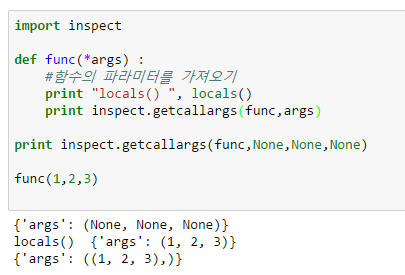 import inspect
def func(*args) :
    #함수의 파라미터를 가져오기
    print "locals() ", locals()
    print inspect.getcallargs(func,args)
print inspect.getcallargs(func,None,None,None)
func(1,2,3)
{'args': (None, None, None)}
locals()  {'args': (1, 2, 3)}
{'args': ((1, 2, 3),)}